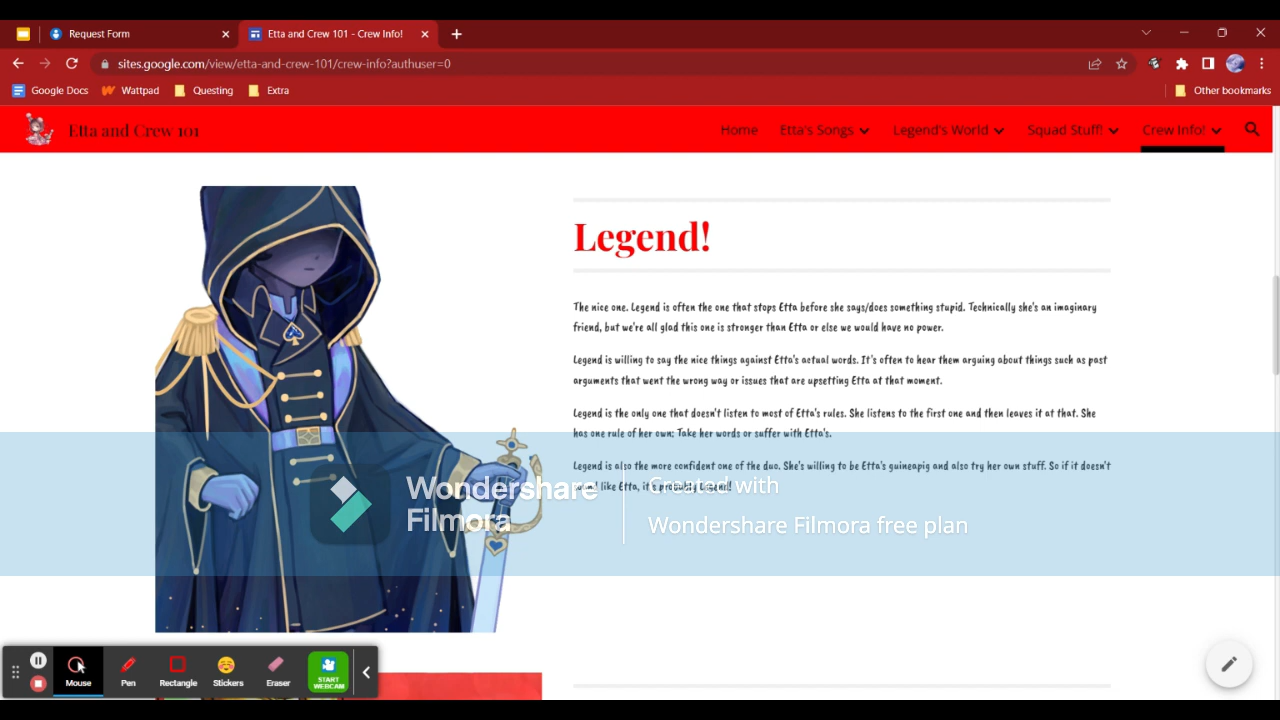 Request Form
Etta and Crew 101 - Crew Info!
sites.google.com/view/etta-and-crew-101/crew-info?authuser=0
Google Docs
Wattpad
Questing
Extra
Other bookmarks
Etta and Crew 101
Home
Etta's Songs
Legend's World
Squad Stuff!
Crew Info!
Legend!
The nice one. Legend is often the one that stops Etta before she says/does something stupid. Technically she's an imaginary
friend, but we're all glad this one is stronger than Etta or else we would have no power.
Legend is willing to say the nice things against Etta's actual words. It's often to hear them arguing about things such as past
arguments that went the wrong way or issues that are upsetting Etta at that moment.
Legend is the only one that doesn't listen to most of Etta's rules. She listens to the first one and then leaves it at that. She
has one rule of her own: Take her words or suffer with Etta's.
Legend is also the more confident one of the duo. She's willing to be Etta's guineapig and also try her own stuff. So if it doesn't
sound like Etta, it's probably Legend!
Wondershare
Filmora
Created with
Wondershare Filmora free plan
Mouse
Pen
Rectangle
Stickers
Eraser
START
WEBCAM